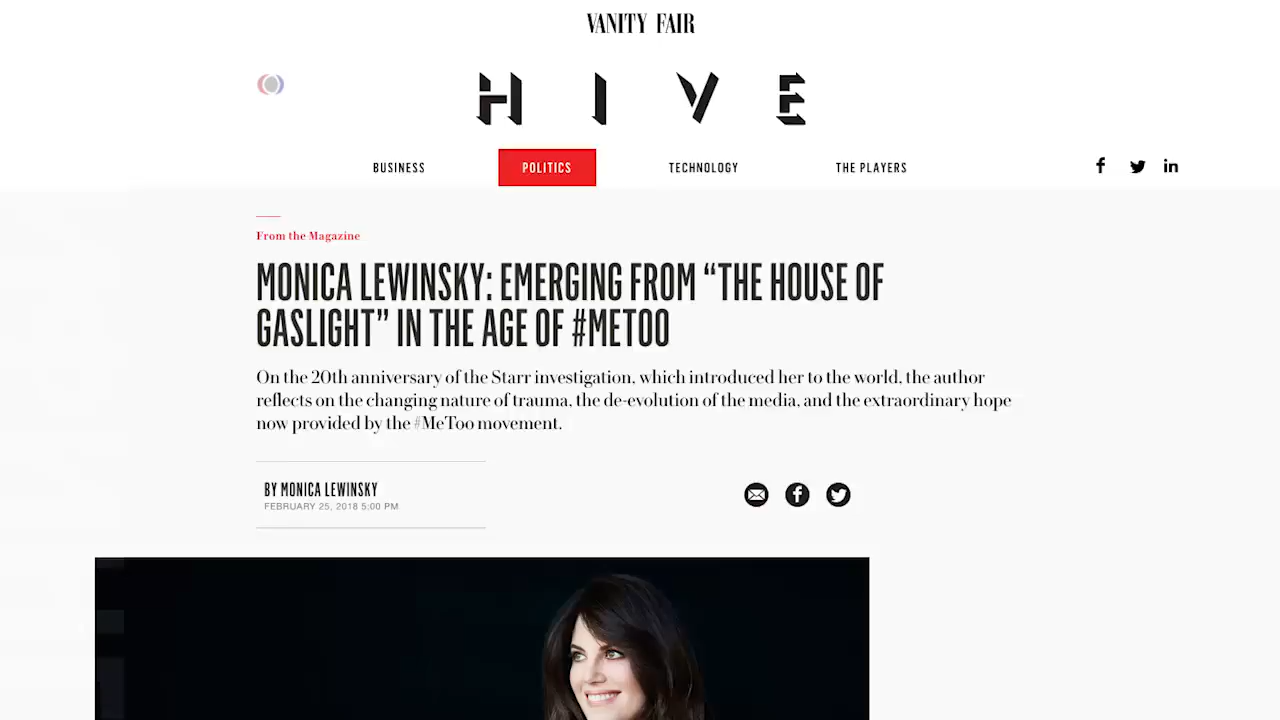 VANITY FAIR
HIVE
BUSINESS POLITICS TECHNOLOGY THE PLAYERS
From the Magazine
MONICA LEWINSKY: EMERGING FROM “THE HOUSE OF
GASLIGHT” IN THE AGE OF #METOO
On the 20th anniversary of the Starr investigation, which introduced her to the world, the author
reflects on the changing nature of trauma, the de-evolution of the media, and the extraordinary hope
now provided by the #MeToo movement.
BY MONICA LEWINSKY
FEBRUARY 25, 2018 5:00 PM